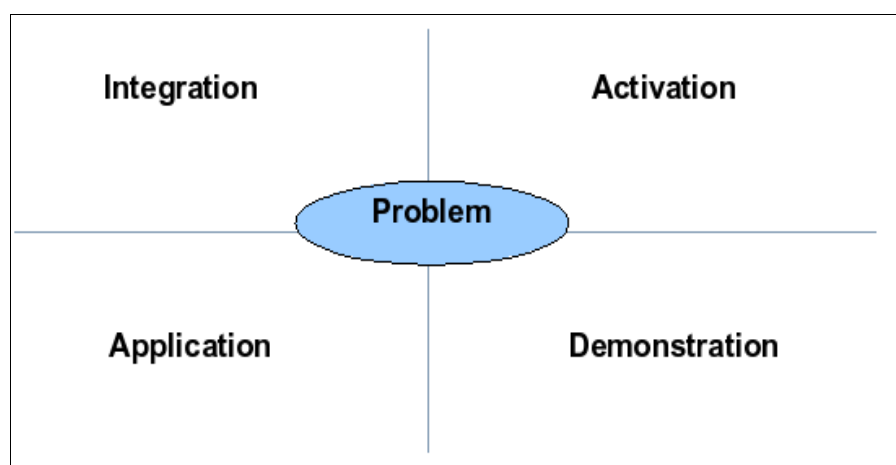 Integration
Activation
Problem
Application
Demonstration